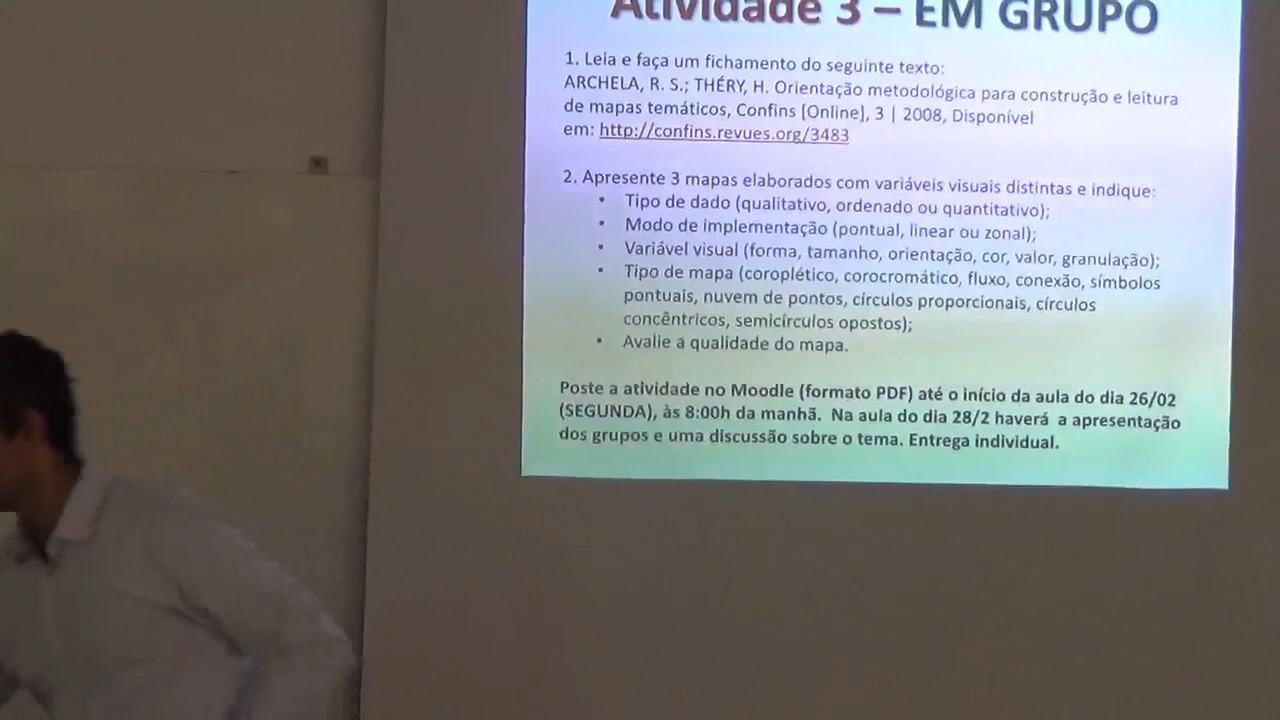 Atividade 3 – EM GRUPO
1. Leia e faça um fichamento do seguinte texto:
ARCHELA, R. S.; THÉRY, H. Orientação metodológica para construção e leitura
de mapas temáticos, Confins [Online], 3 | 2008, Disponível
em: http://confins.revues.org/3483
2. Apresente 3 mapas elaborados com variáveis visuais distintas e indique:
• Tipo de dado (qualitativo, ordenado ou quantitativo);
• Modo de implementação (pontual, linear ou zonal);
• Variável visual (forma, tamanho, orientação, cor, valor, granulação);
• Tipo de mapa (coroplético, corocromático, fluxo, conexão, símbolos
pontuais, nuvem de pontos, círculos proporcionais, círculos
concêntricos, semicírculos opostos);
• Avalie a qualidade do mapa.
Poste a atividade no Moodle (formato PDF) até o início da aula do dia 26/02
(SEGUNDA), às 8:00h da manhã. Na aula do dia 28/2 haverá a apresentação
dos grupos e uma discussão sobre o tema. Entrega individual.